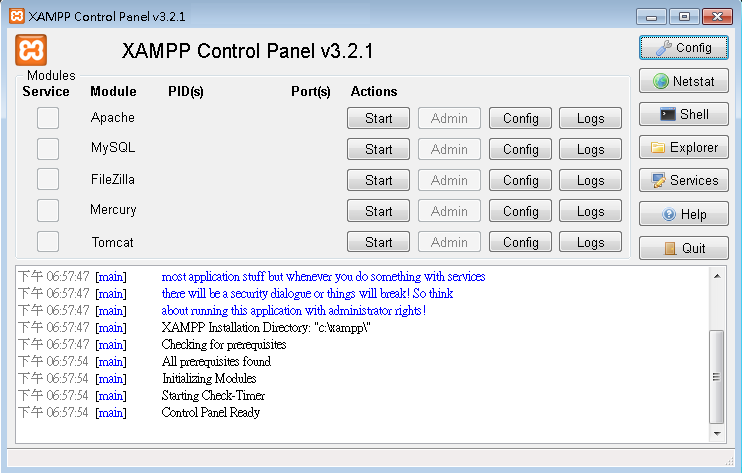 XAMPP Control Panel v3.2.1
XAMPP Control Panel v3.2.1
Config
Modules
Service Module PID(s) Port(s) Actions
Netstat
Apache Start Admin Config Logs
Shell
MySQL Start Admin Config Logs
Explorer
FileZilla Start Admin Config Logs
Services
Mercury Start Admin Config Logs
Help
Tomcat Start Admin Config Logs
Quit
下午 06:57:47 [main] most application stuff but whenever you do something with services
下午 06:57:47 [main] there will be a security dialogue or things will break! So think
下午 06:57:47 [main] about running this application with administrator rights!
下午 06:57:47 [main] XAMPP Installation Directory: "c:\xampp\"
下午 06:57:47 [main] Checking for prerequisites
下午 06:57:54 [main] All prerequisites found
下午 06:57:54 [main] Initializing Modules
下午 06:57:54 [main] Starting Check-Timer
下午 06:57:54 [main] Control Panel Ready